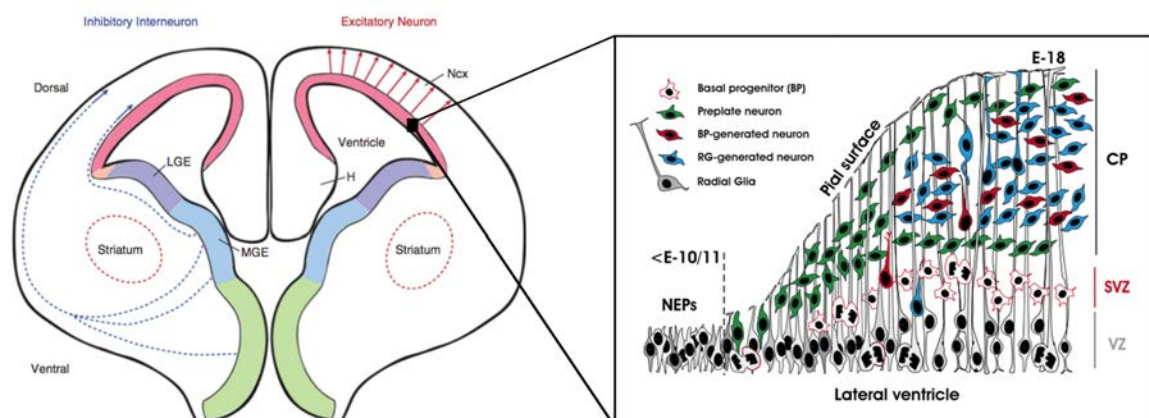 Inhibitory Interneuron
Excitatory Neuron
Dorsal
Ncx
LGE
Ventricle
H
Striatum
MGE
Striatum
Ventral
E-18
Basal progenitor (BP)
Preplate neuron
BP-generated neuron
RG-generated neuron
Radial Glia
Pial surface
CP
<E-10/11
NEPs
SVZ
VZ
Lateral ventricle